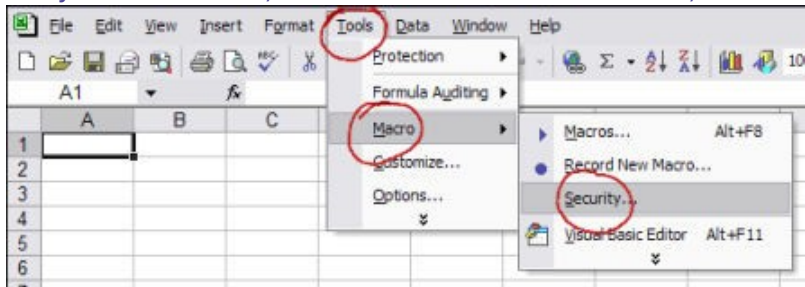 File Edit View Insert Format Tools Data Window Help
Protection
A1 fx Formula Auditing
A B C Macro
Macros... Alt+F8
Customize... Record New Macro...
Options... Security...
Visual Basic Editor Alt+F11
1
2
3
4
5
6